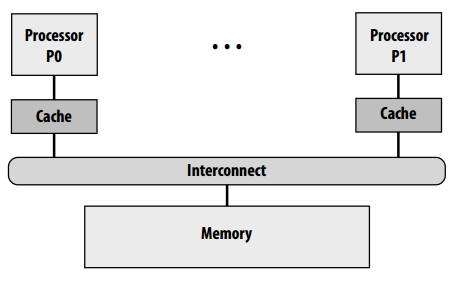 Processor
P0
...
Processor
P1
Cache
Cache
Interconnect
Memory